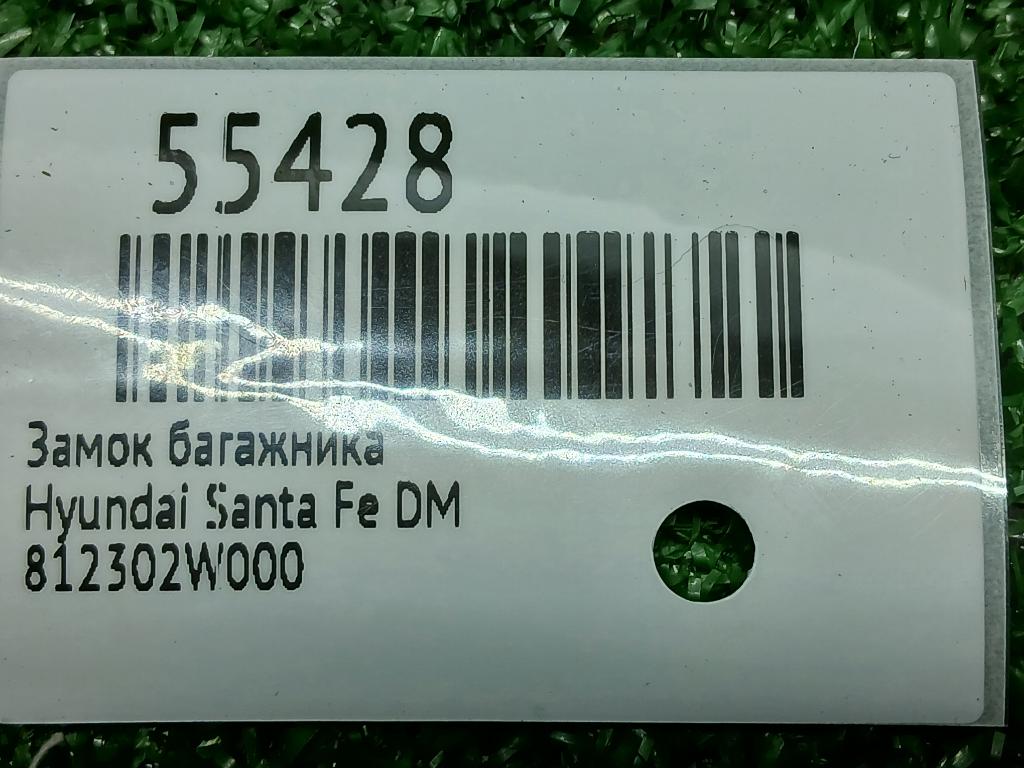 55428
Замок багажника
Hyundai Santa Fe DM
812302W000